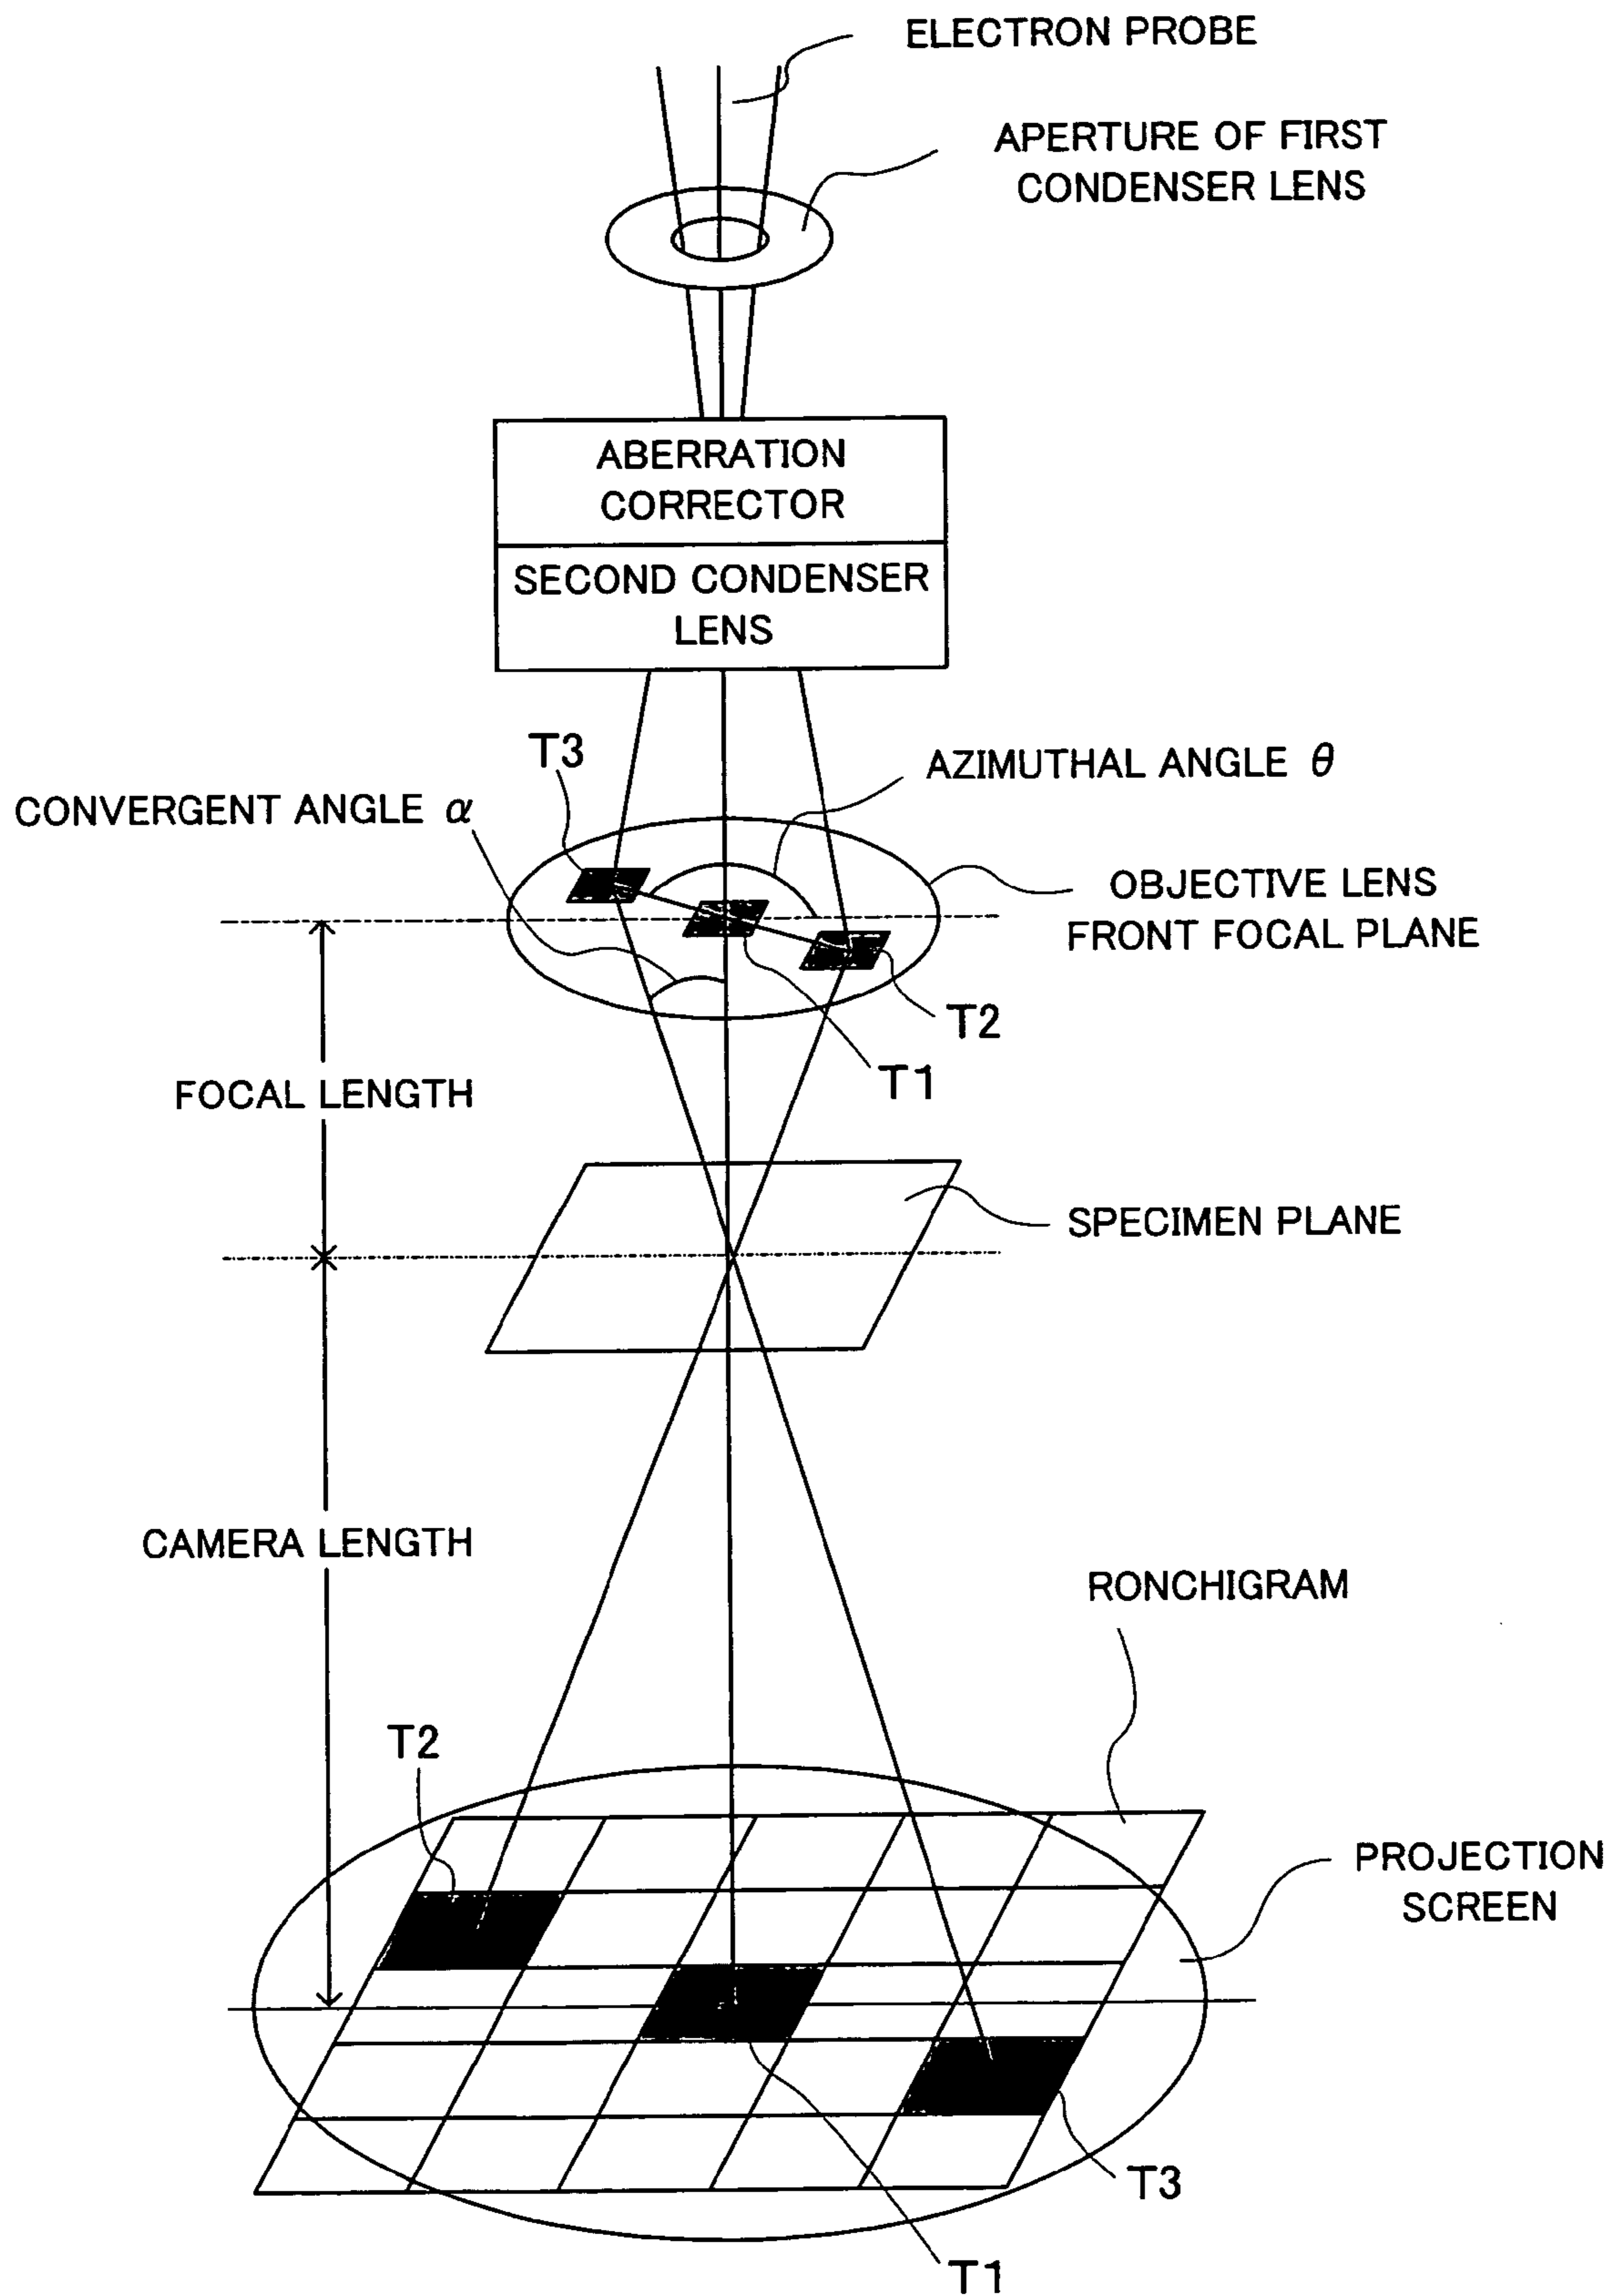 ELECTRON PROBE
APERTURE OF FIRST
CONDENSER LENS
ABERRATION
CORRECTOR
SECOND CONDENSER
LENS
T3
AZIMUTHAL ANGLE θ
CONVERGENT ANGLE α
OBJECTIVE LENS
FRONT FOCAL PLANE
T2
T1
FOCAL LENGTH
SPECIMEN PLANE
CAMERA LENGTH
RONCHIGRAM
T2
PROJECTION
SCREEN
T3
T1